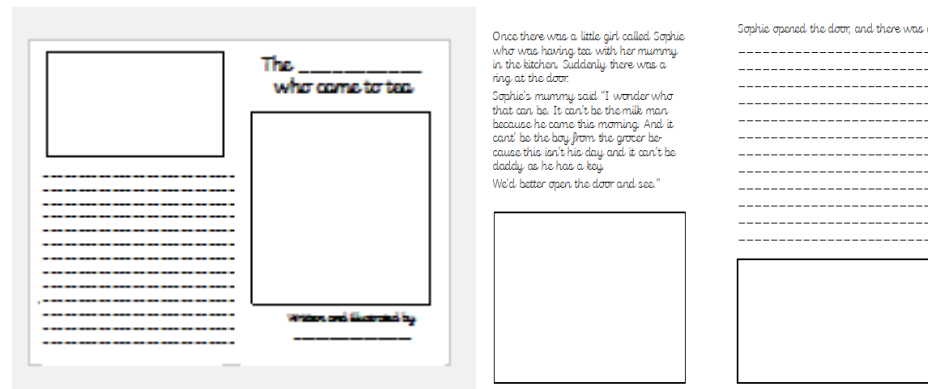 The ____________
who came to tea
Written and illustrated by
Once there was a little girl called Sophie
who was having tea with her mummy
in the kitchen. Suddenly there was a
ring at the door.
Sophie's mummy said "I wonder who
that can be. It can't be the milk man
because he came this morning. And it
cant' be the boy from the grocer be-
cause this isn't his day and it can't be
daddy as he has a key.
We'd better open the door and see."
Sophie opened the door, and there was